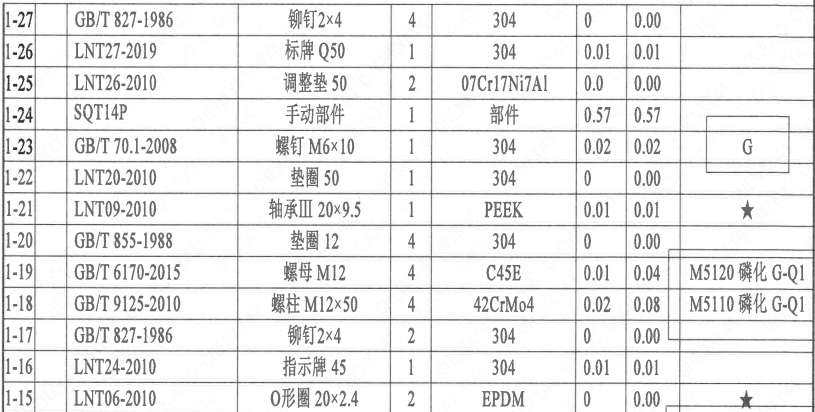 1-27 GB/T 827-1986 铆钉2×4 4 304 0 0.00
1-26 LNT27-2019 标牌 Q50 1 304 0.01 0.01
1-25 LNT26-2010 调整垫 50 2 07Cr17Ni7Al 0.0 0.00
1-24 SQT14P 手动部件 1 部件 0.57 0.57
1-23 GB/T 70.1-2008 螺钉 M6×10 1 304 0.02 0.02 G
1-22 LNT20-2010 垫圈 50 1 304 0 0.00
1-21 LNT09-2010 轴承Ⅲ 20×9.5 1 PEEK 0.01 0.01 ★
1-20 GB/T 855-1988 垫圈 12 4 304 0 0.00
1-19 GB/T 6170-2015 螺母 M12 4 C45E 0.01 0.04 M5120 磷化 G-Q1
1-18 GB/T 9125-2010 螺柱 M12×50 4 42CrMo4 0.02 0.08 M5110 磷化 G-Q1
1-17 GB/T 827-1986 铆钉2×4 2 304 0 0.00
1-16 LNT24-2010 指示牌 45 1 304 0.01 0.01
1-15 LNT06-2010 O形圈 20×2.4 2 EPDM 0 0.00 ★